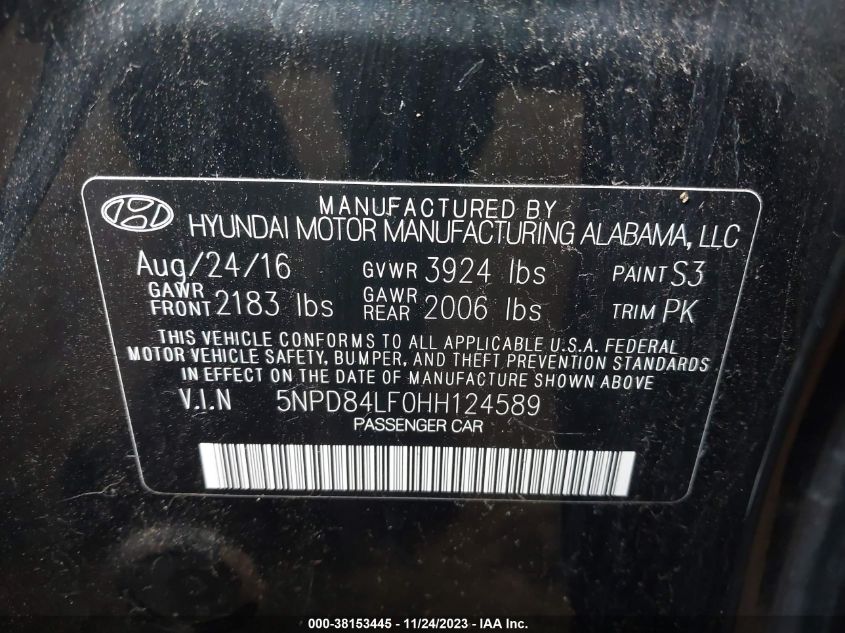 MANUFACTURED BY
HYUNDAI MOTOR MANUFACTURING ALABAMA, LLC
Aug/24/16 GVWR 3924 lbs PAINT S3
GAWR FRONT 2183 lbs GAWR REAR 2006 lbs TRIM PK
THIS VEHICLE CONFORMS TO ALL APPLICABLE U.S.A. FEDERAL
MOTOR VEHICLE SAFETY, BUMPER, AND THEFT PREVENTION STANDARDS
IN EFFECT ON THE DATE OF MANUFACTURE SHOWN ABOVE
V.I.N 5NPD84LF0HH124589
PASSENGER CAR
000-38153445 - 11/24/2023 - IAA Inc.